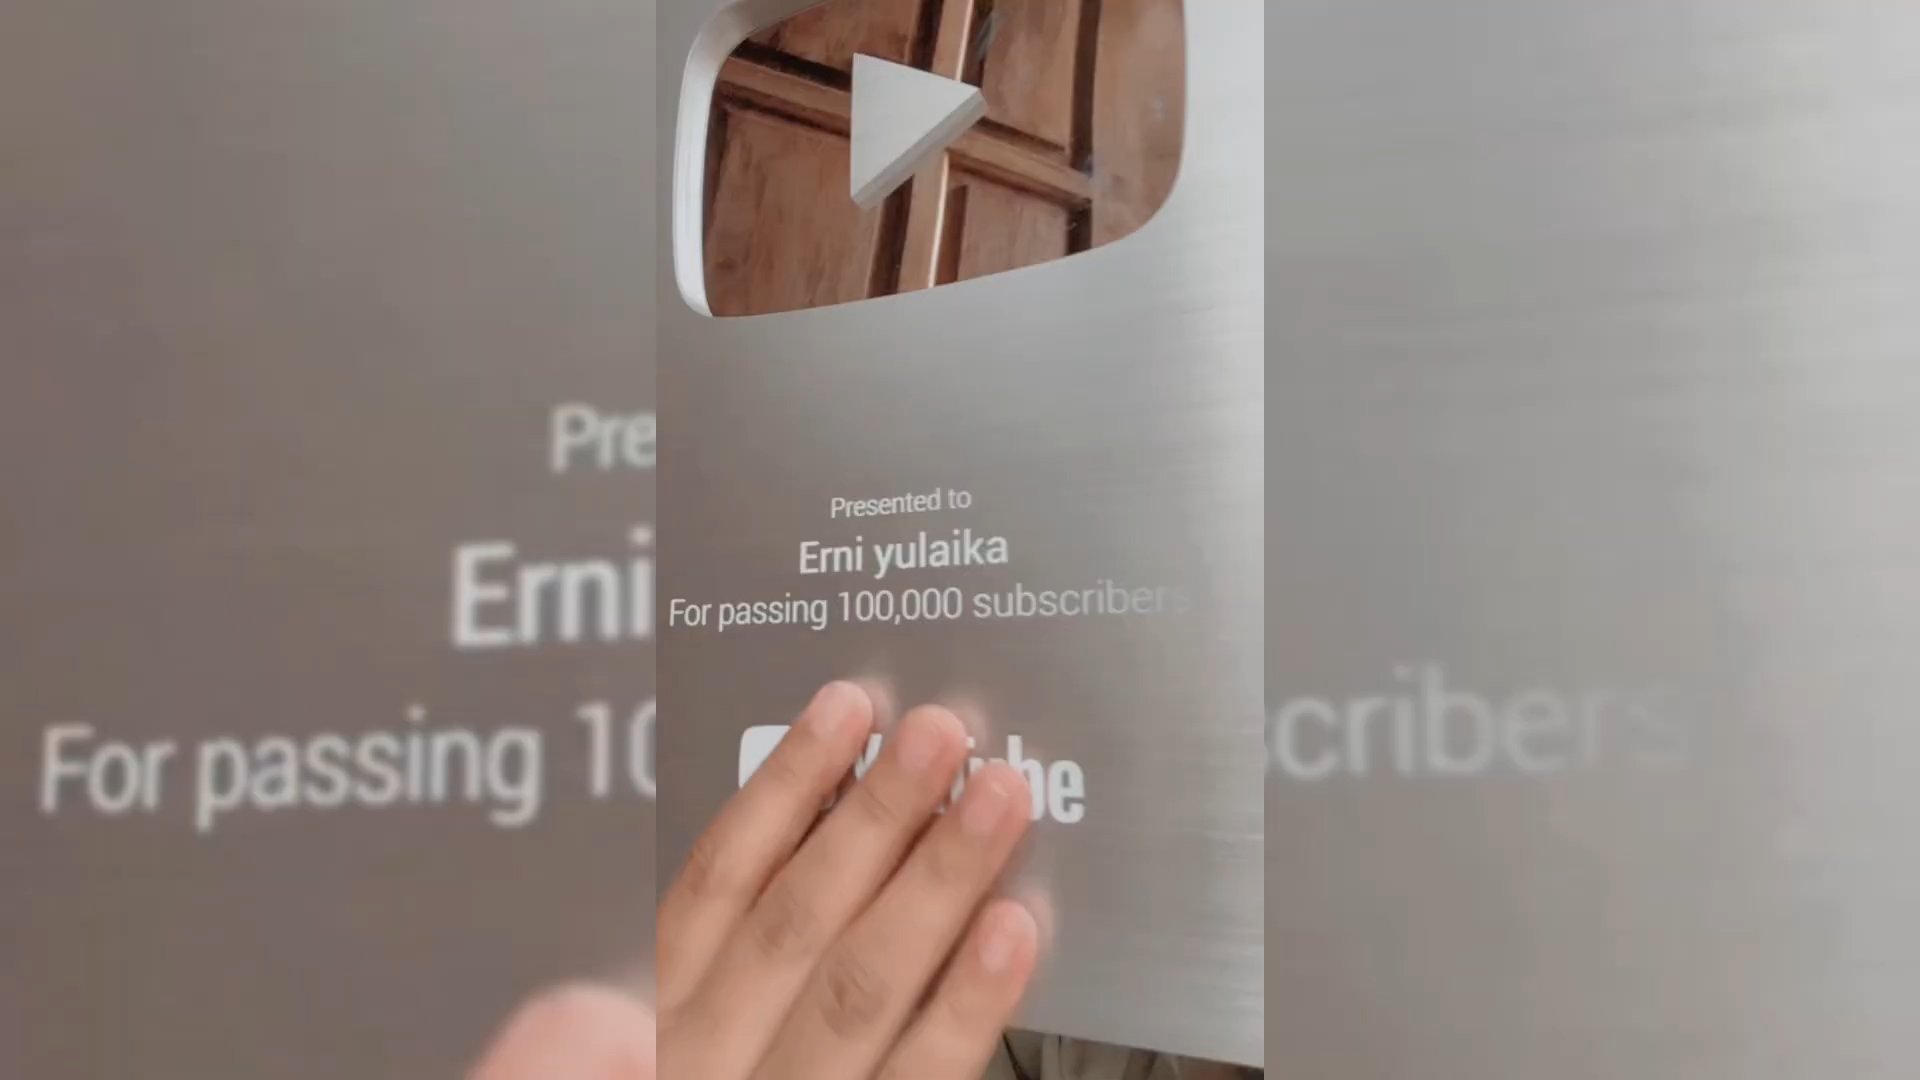 Presented to
Erni yulaika
For passing 100,000 subscribers